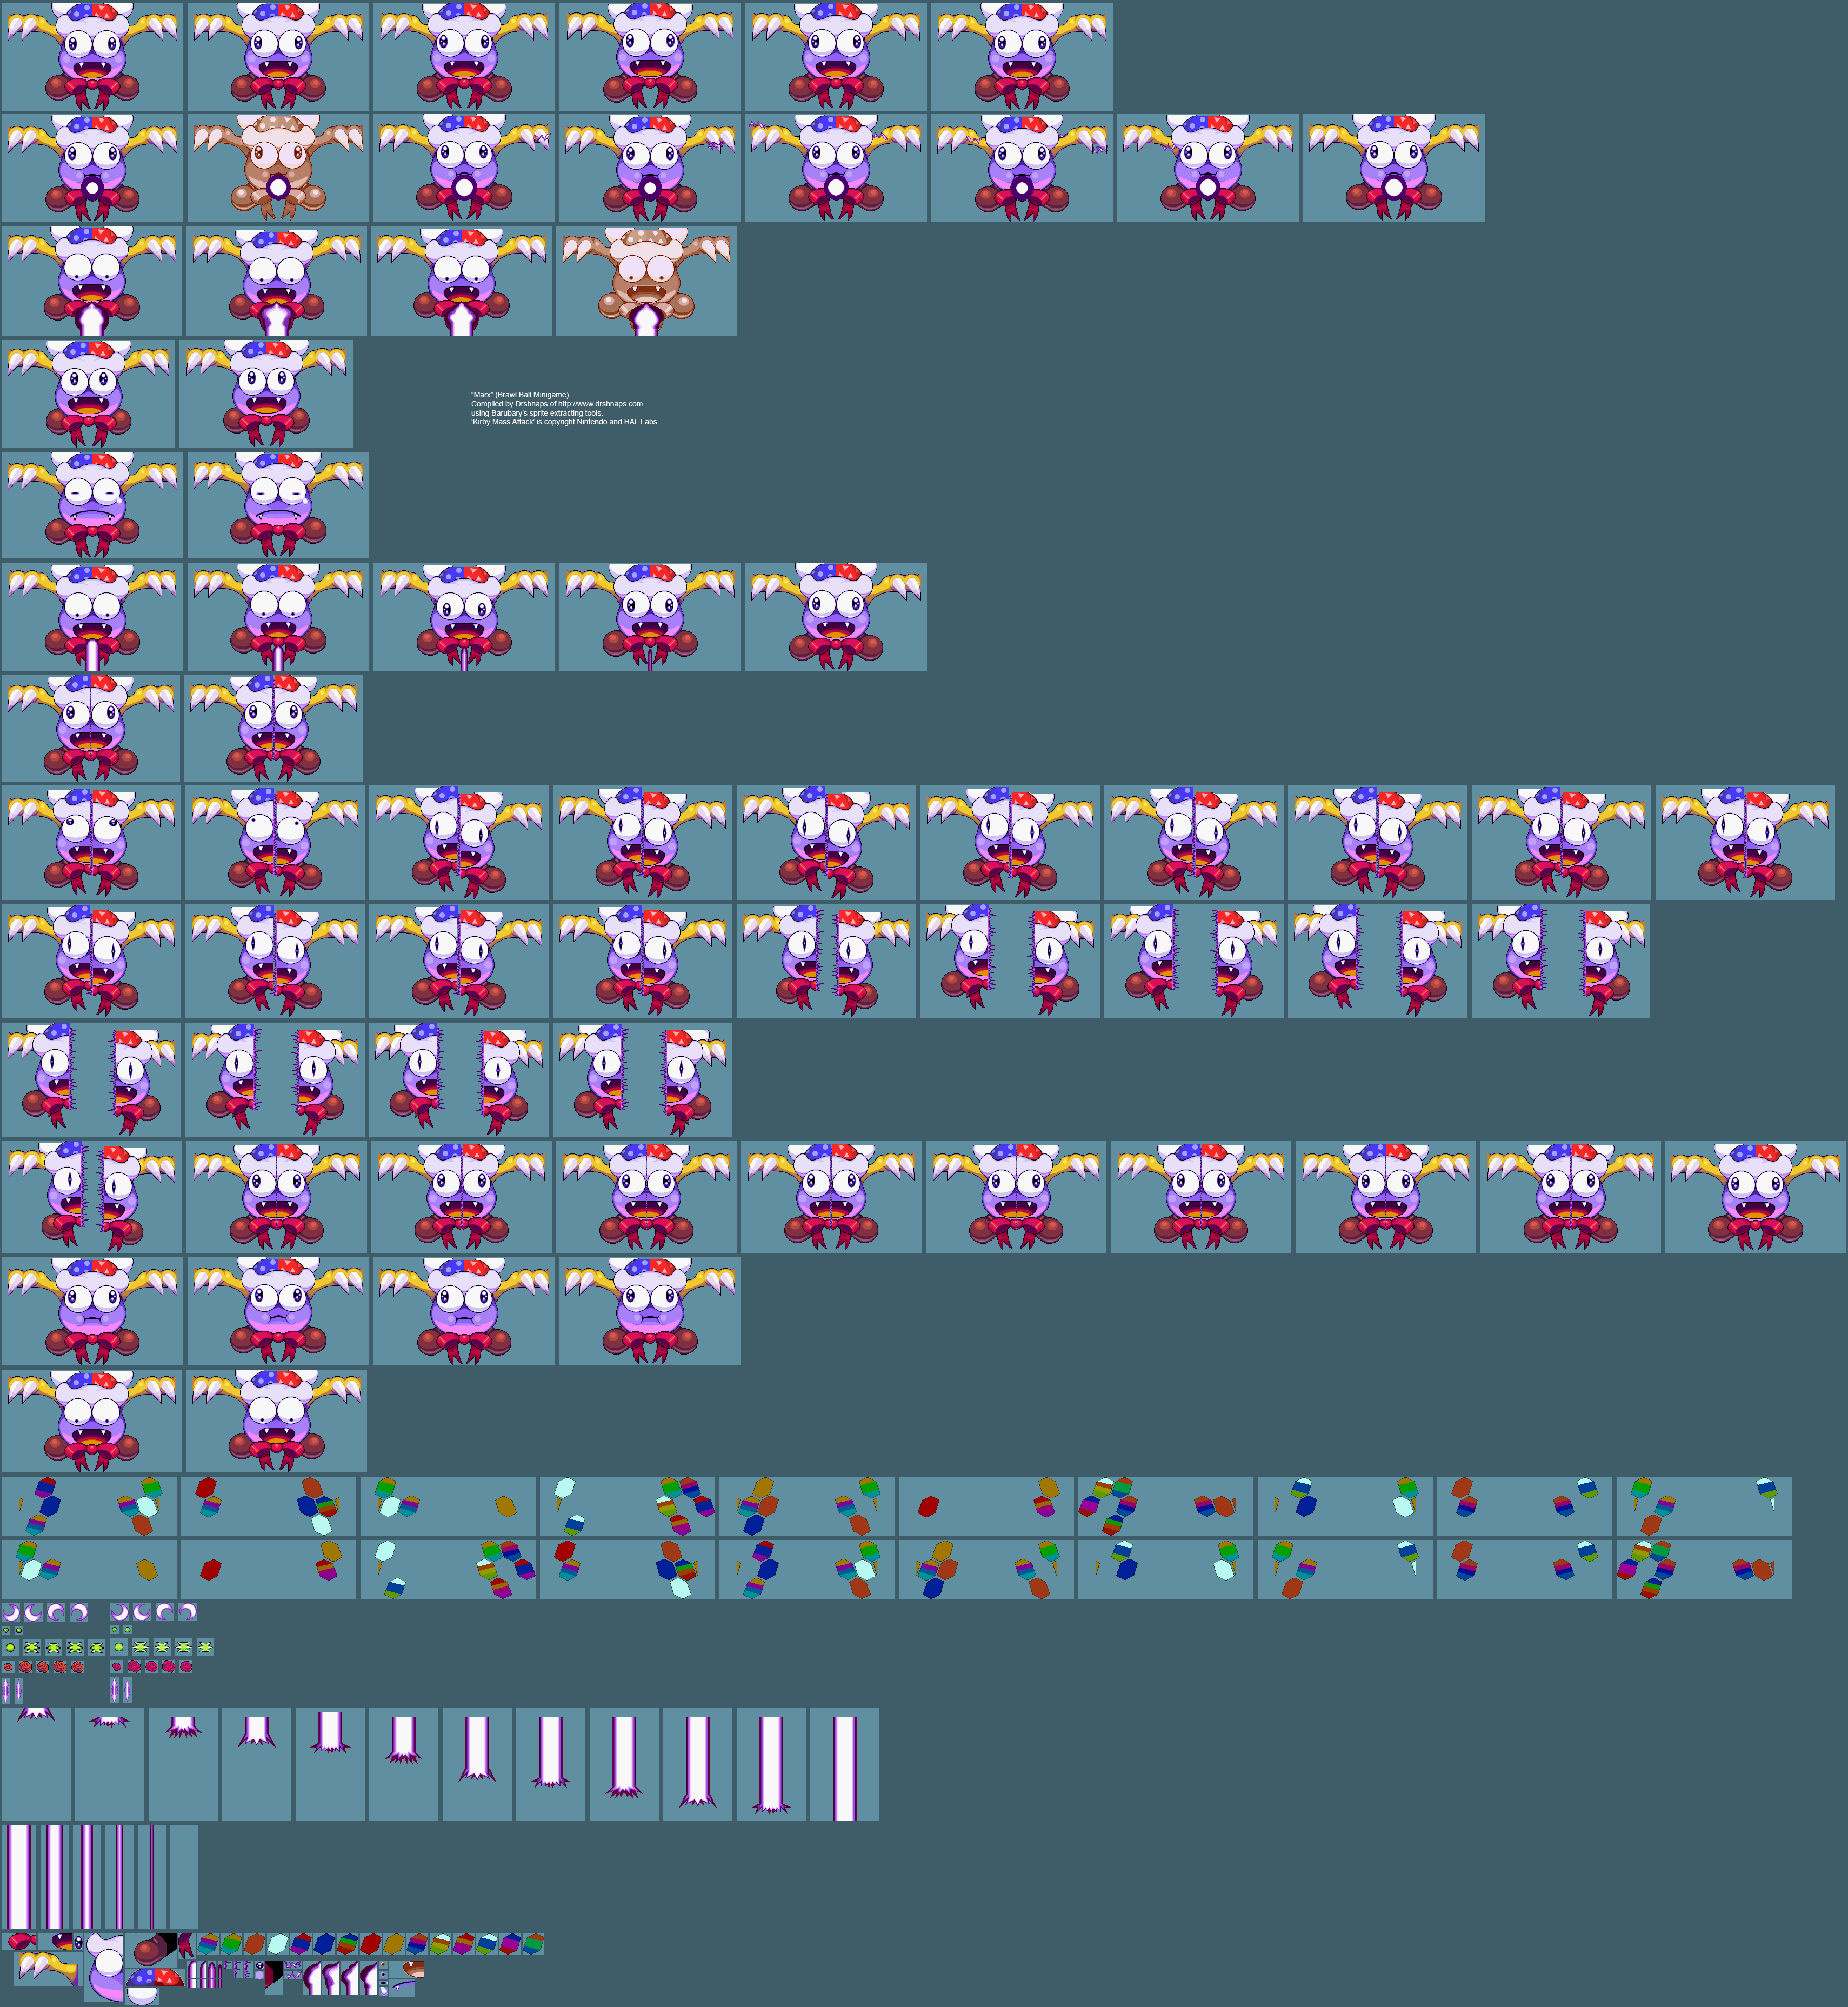 "Marx" (Brawl Ball Minigame)
Compiled by Drshnaps of http://www.drshnaps.com
using Barubary's sprite extracting tools.
'Kirby Mass Attack' is copyright Nintendo and HAL Labs